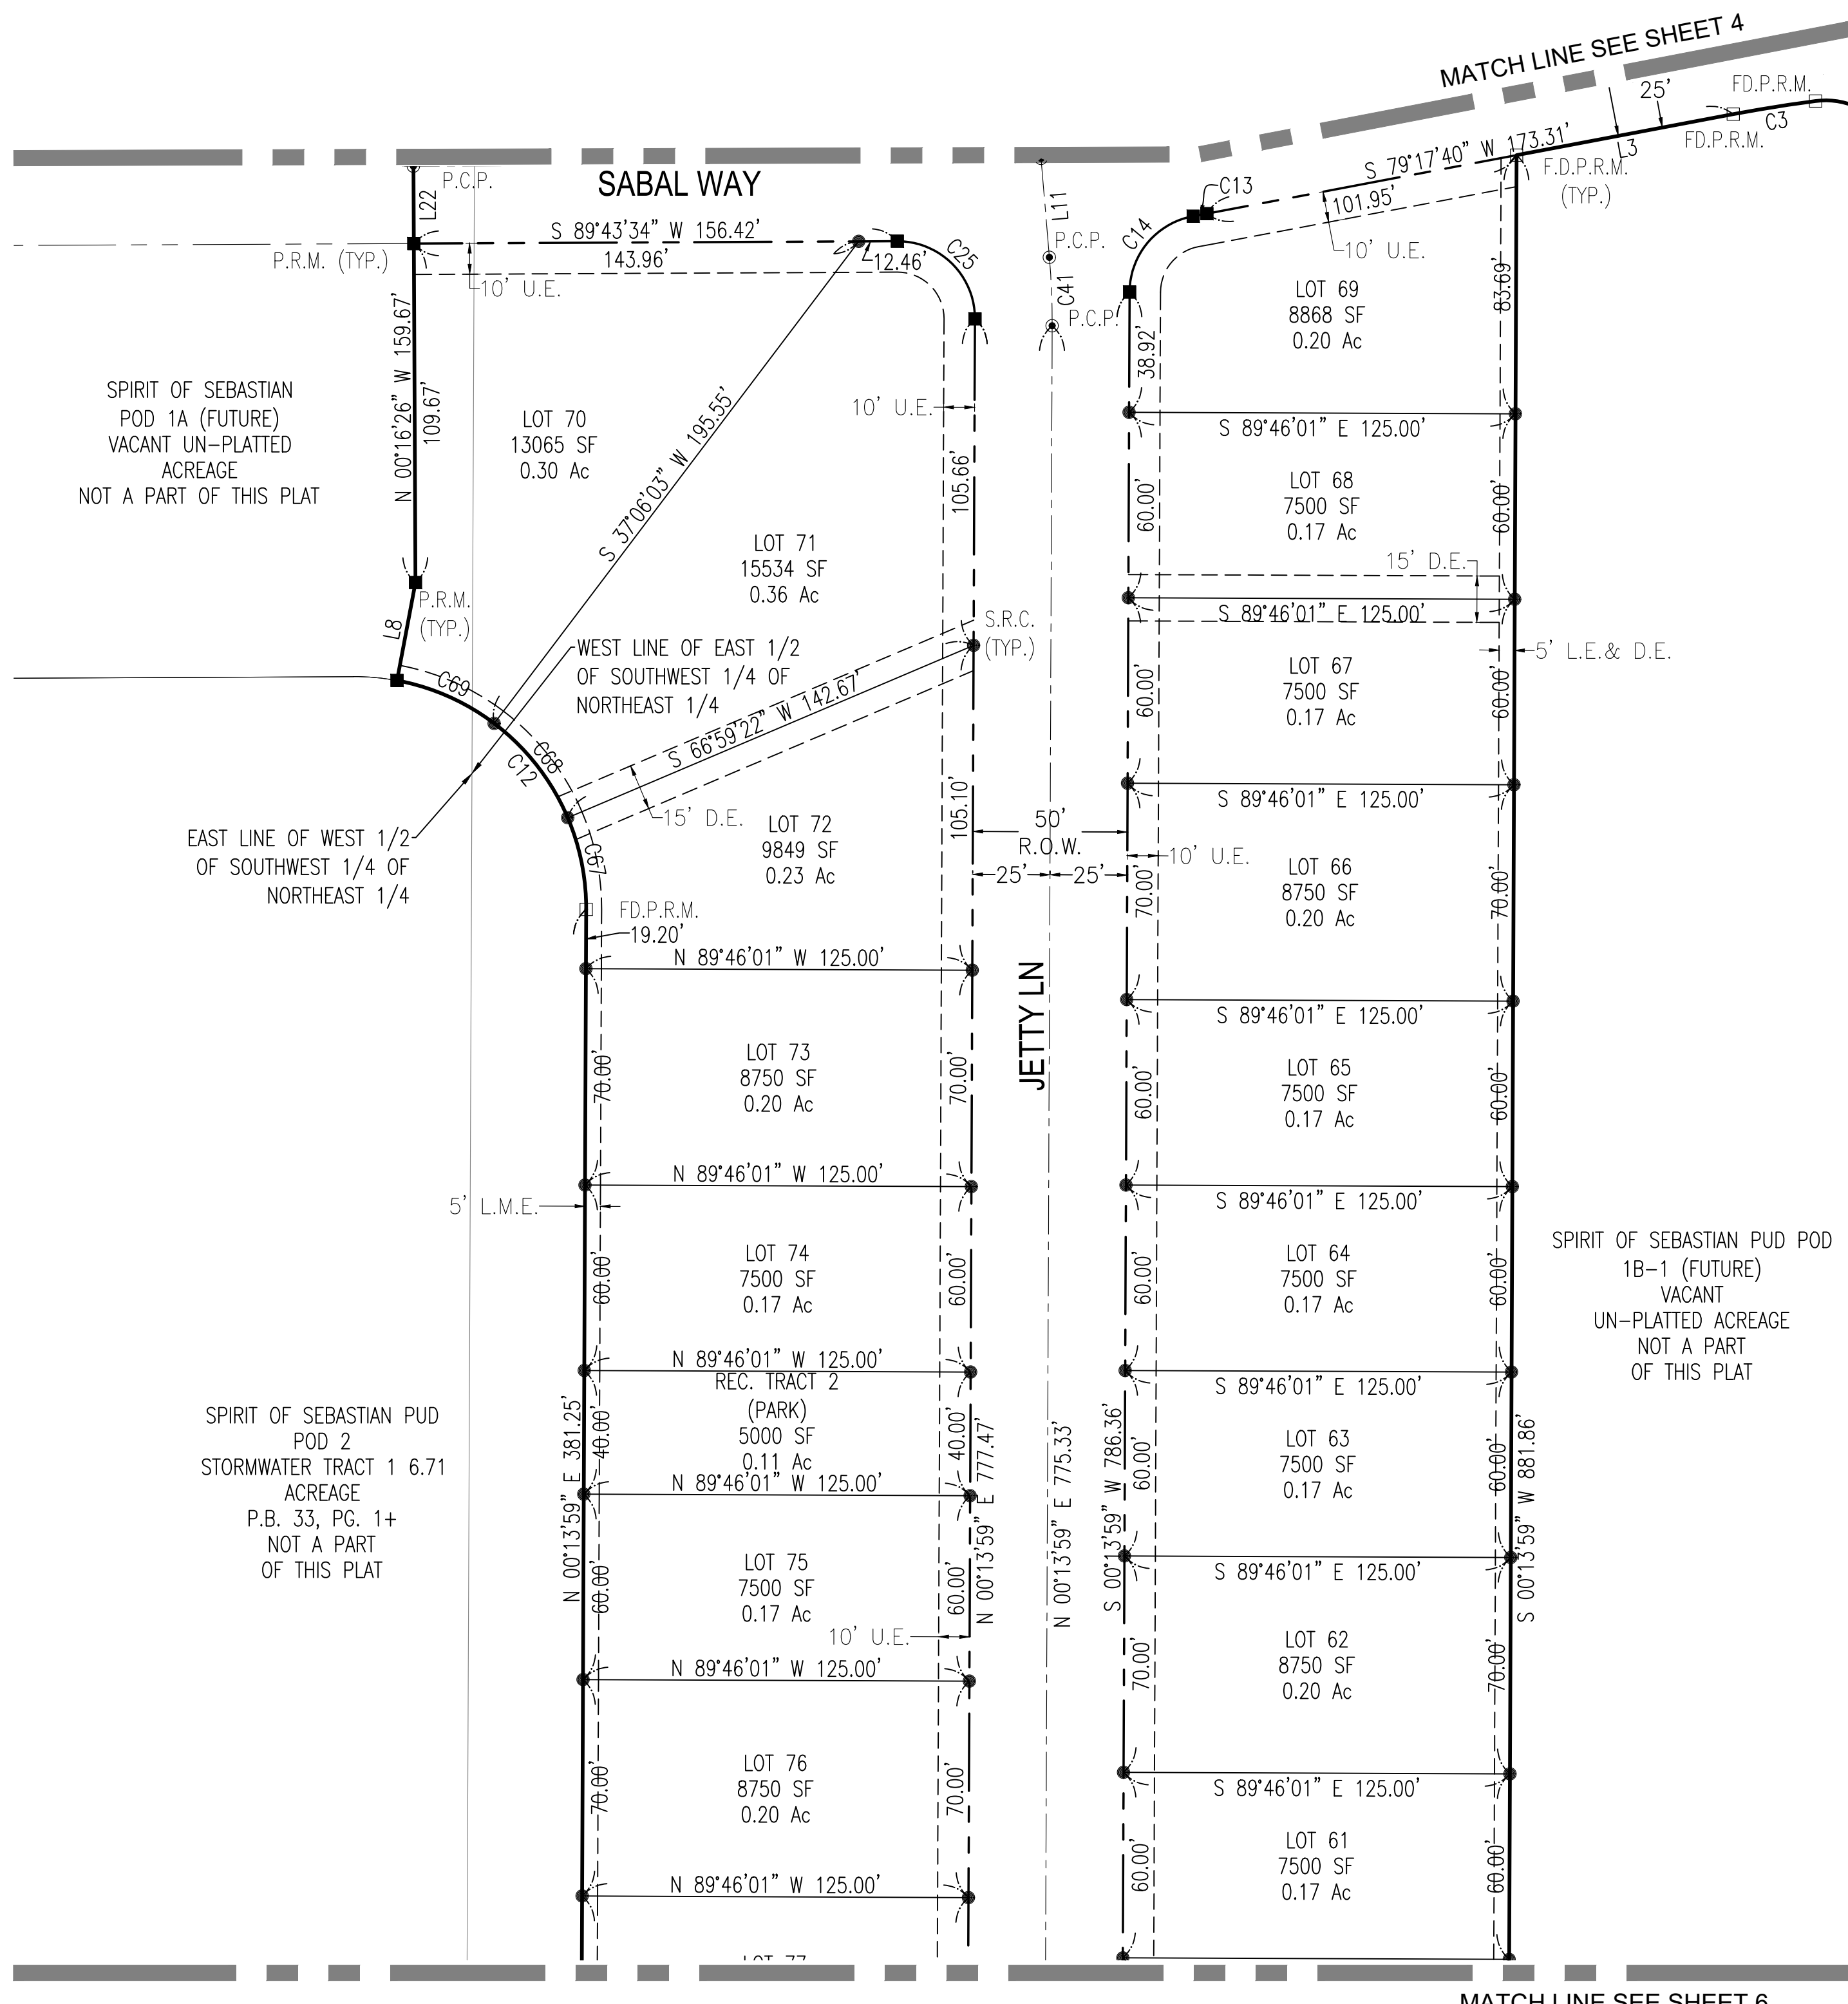 MATCH LINE SEE SHEET 4
25'
FD.P.R.M.
C3
FD.P.R.M.
L3
S 79°17'40" W 173.31'
F.D.P.R.M.
(TYP.)
101.95'
10' U.E.
C13
C14
SABAL WAY
P.C.P.
L22
S 89°43'34" W 156.42'
143.96'
12.46'
C25
P.R.M. (TYP.)
10' U.E.
L11
P.C.P.
C41
P.C.P.
LOT 69
8868 SF
0.20 Ac
83.69'
38.92'
S 89°46'01" E 125.00'
N 00°16'26" W 159.67'
109.67'
SPIRIT OF SEBASTIAN
POD 1A (FUTURE)
VACANT UN-PLATTED
ACREAGE
NOT A PART OF THIS PLAT
LOT 70
13065 SF
0.30 Ac
S 37°06'03" W 195.55'
10' U.E.
105.66'
LOT 71
15534 SF
0.36 Ac
LOT 68
7500 SF
0.17 Ac
60.00'
60.00'
15' D.E.
S 89°46'01" E 125.00'
P.R.M.
(TYP.)
L8
S.R.C.
(TYP.)
WEST LINE OF EAST 1/2
OF SOUTHWEST 1/4 OF
NORTHEAST 1/4
5' L.E.& D.E.
LOT 67
7500 SF
0.17 Ac
60.00'
60.00'
S 89°46'01" E 125.00'
C69
C68
C12
C67
S 66°59'22" W 142.67'
15' D.E.
EAST LINE OF WEST 1/2
OF SOUTHWEST 1/4 OF
NORTHEAST 1/4
LOT 72
9849 SF
0.23 Ac
105.10'
50'
R.O.W.
25'
25'
10' U.E.
LOT 66
8750 SF
0.20 Ac
70.00'
70.00'
S 89°46'01" E 125.00'
FD.P.R.M.
19.20'
N 89°46'01" W 125.00'
JETTY LN
LOT 73
8750 SF
0.20 Ac
70.00'
70.00'
N 89°46'01" W 125.00'
LOT 65
7500 SF
0.17 Ac
60.00'
60.00'
S 89°46'01" E 125.00'
5' L.M.E.
LOT 74
7500 SF
0.17 Ac
60.00'
60.00'
N 89°46'01" W 125.00'
LOT 64
7500 SF
0.17 Ac
60.00'
60.00'
S 89°46'01" E 125.00'
SPIRIT OF SEBASTIAN PUD POD
1B-1 (FUTURE)
VACANT
UN-PLATTED ACREAGE
NOT A PART
OF THIS PLAT
SPIRIT OF SEBASTIAN PUD
POD 2
STORMWATER TRACT 1 6.71
ACREAGE
P.B. 33, PG. 1+
NOT A PART
OF THIS PLAT
REC. TRACT 2
(PARK)
5000 SF
0.11 Ac
40.00'
40.00'
N 89°46'01" W 125.00'
N 00°13'59" E 381.25'
N 00°13'59" E 777.47'
N 00°13'59" E 775.33'
S 00°13'59" W 786.36'
S 00°13'59" W 881.86'
LOT 63
7500 SF
0.17 Ac
60.00'
60.00'
S 89°46'01" E 125.00'
LOT 75
7500 SF
0.17 Ac
60.00'
60.00'
10' U.E.
N 89°46'01" W 125.00'
LOT 62
8750 SF
0.20 Ac
70.00'
70.00'
S 89°46'01" E 125.00'
LOT 76
8750 SF
0.20 Ac
70.00'
70.00'
N 89°46'01" W 125.00'
LOT 61
7500 SF
0.17 Ac
60.00'
60.00'
LOT 77
MATCH LINE SEE SHEET 6